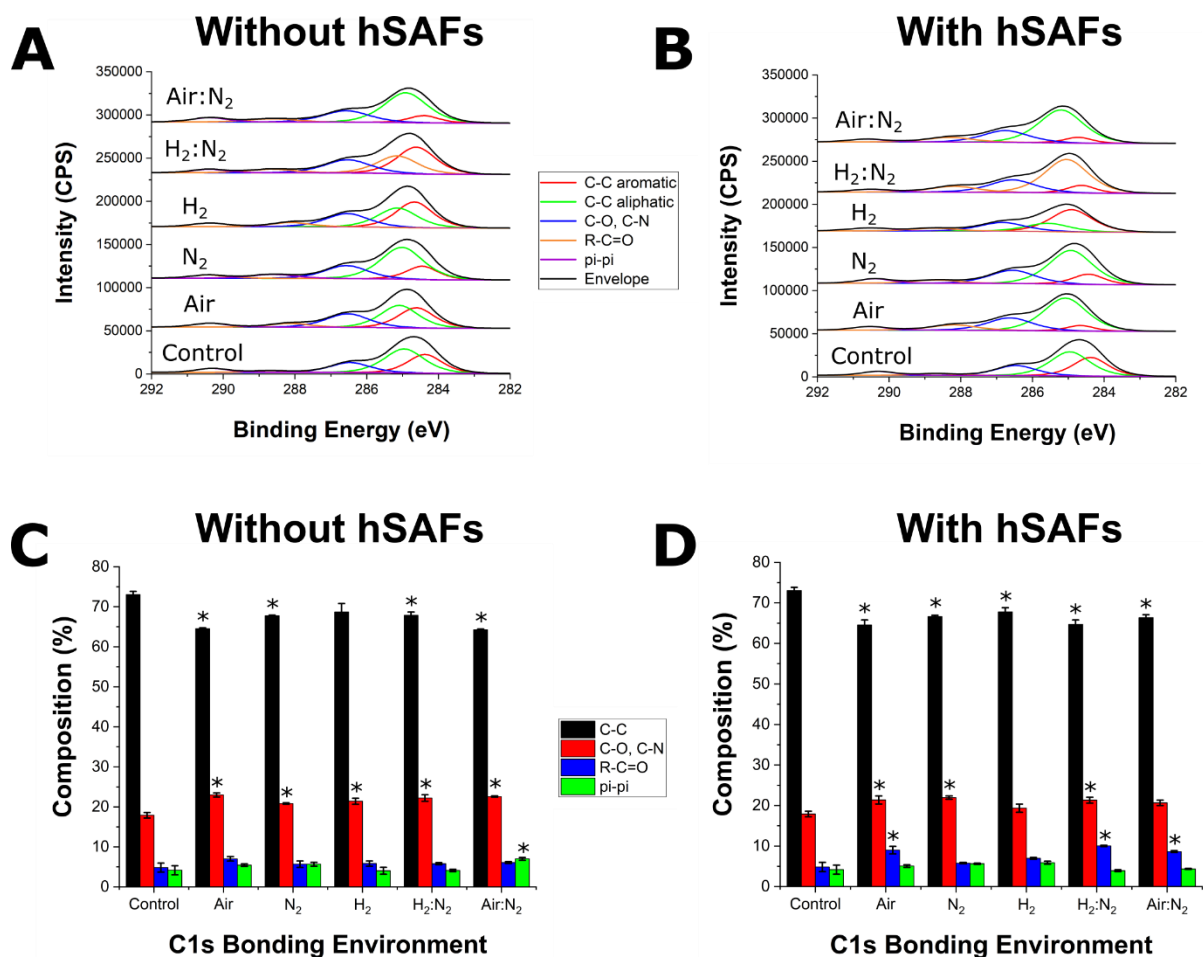 A
Without hSAFs
350000
300000
250000
200000
150000
100000
50000
0
Intensity (CPS)
Air:N₂
H₂:N₂
H₂
N₂
Air
Control
292 290 288 286 284 282
Binding Energy (eV)
C-C aromatic
C-C aliphatic
C-O, C-N
R-C=O
pi-pi
Envelope
B
With hSAFs
350000
300000
250000
200000
150000
100000
50000
0
Intensity (CPS)
Air:N₂
H₂:N₂
H₂
N₂
Air
Control
292 290 288 286 284 282
Binding Energy (eV)
C
Without hSAFs
80
70
60
50
40
30
20
10
0
Composition (%)
* * * *
* * * * *
*
Control Air N₂ H₂ H₂:N₂ Air:N₂
C1s Bonding Environment
C-C
C-O, C-N
R-C=O
pi-pi
D
With hSAFs
80
70
60
50
40
30
20
10
0
Composition (%)
* * * * *
* * *
* * *
Control Air N₂ H₂ H₂:N₂ Air:N₂
C1s Bonding Environment